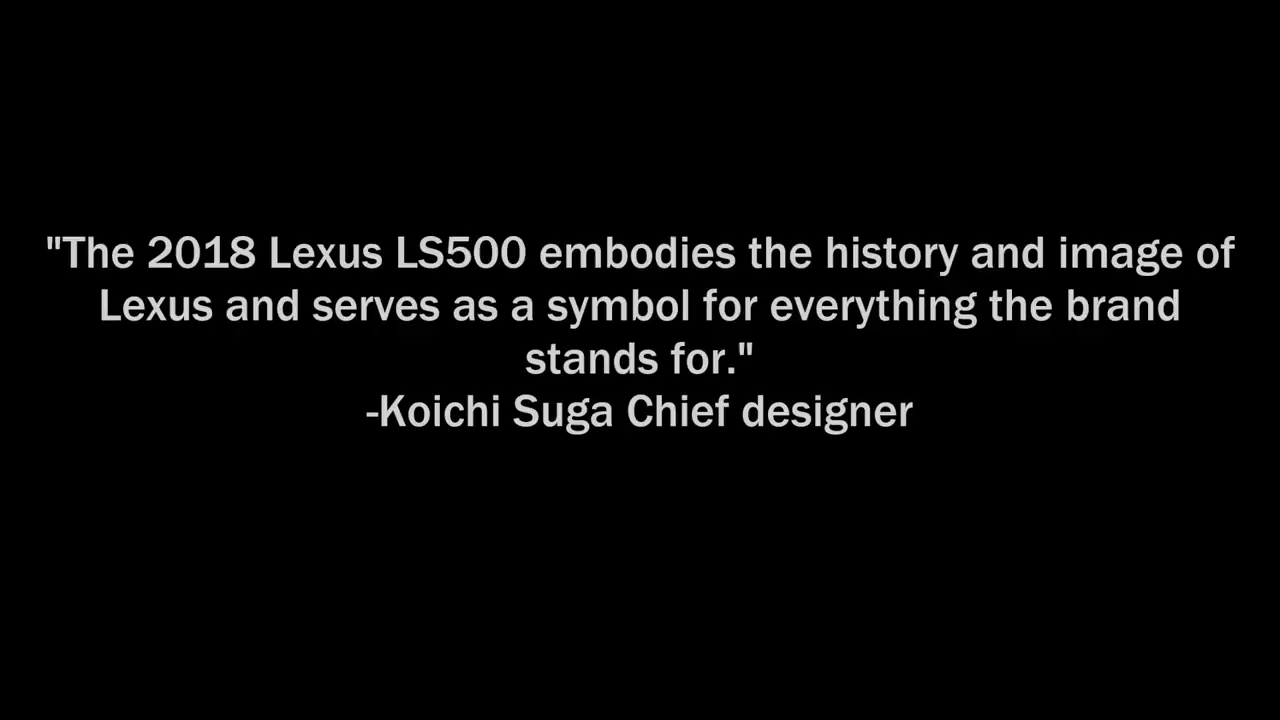 "The 2018 Lexus LS500 embodies the history and image of
Lexus and serves as a symbol for everything the brand
stands for."
-Koichi Suga Chief designer